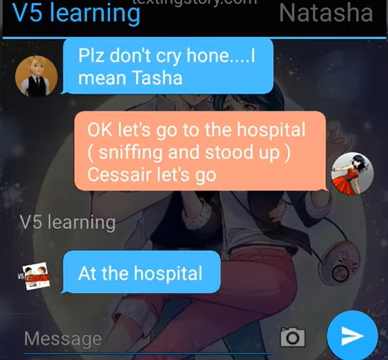 textingstory.com
V5 learning
Natasha
Plz don't cry hone....I
mean Tasha
OK let's go to the hospital
( sniffing and stood up )
Cessair let's go
V5 learning
At the hospital
Message